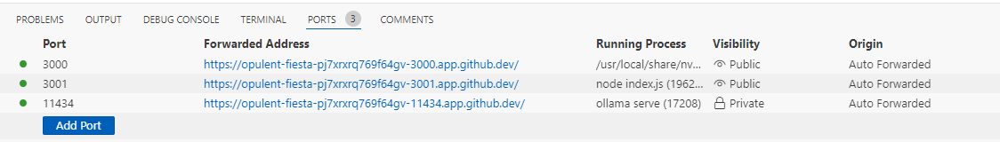 PROBLEMS OUTPUT DEBUG CONSOLE TERMINAL PORTS 3 COMMENTS
Port Forwarded Address Running Process Visibility Origin
3000 https://opulent-fiesta-pj7xrxrq769f64gv-3000.app.github.dev/ /usr/local/share/nv... Public Auto Forwarded
3001 https://opulent-fiesta-pj7xrxrq769f64gv-3001.app.github.dev/ node index.js (1962... Public Auto Forwarded
11434 https://opulent-fiesta-pj7xrxrq769f64gv-11434.app.github.dev/ ollama serve (17208) Private Auto Forwarded
Add Port